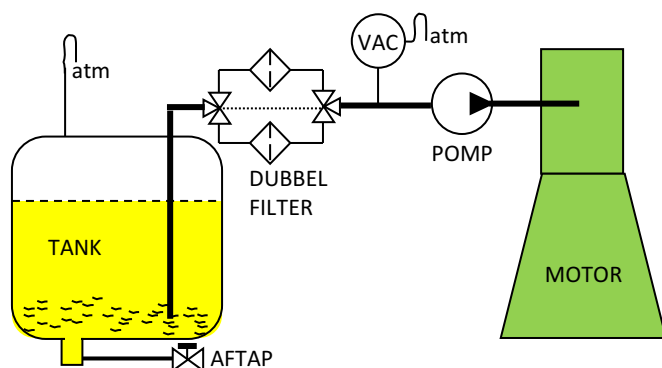 atm
VAC
atm
POMP
DUBBEL
FILTER
TANK
MOTOR
AFTAP